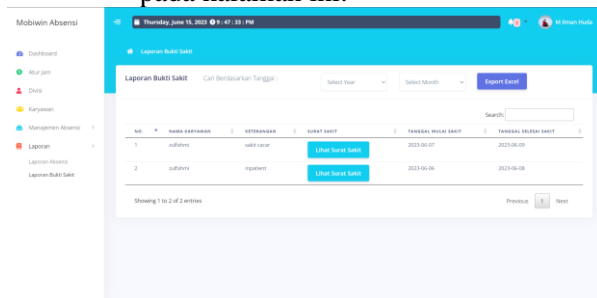 pada halaman ini.
Mobiwin Absensi
Thursday, June 15, 2023 9 : 47 : 33 : PM
M Ilman Huda
Laporan Bukti Sakit
Dashboard
Atur Jam
Divisi
Karyawan
Manajemen Absensi
Laporan
Laporan Absensi
Laporan Bukti Sakit
Laporan Bukti Sakit Cari Berdasarkan Tanggal : Select Year Select Month Export Excel
Search:
NO. NAMA KARYAWAN KETERANGAN SURAT SAKIT TANGGAL MULAI SAKIT TANGGAL SELESAI SAKIT
1 zulfahmi sakit cacar Lihat Surat Sakit 2023-06-07 2023-06-09
2 zulfahmi inpatient Lihat Surat Sakit 2023-06-06 2023-06-08
Showing 1 to 2 of 2 entries
Previous 1 Next